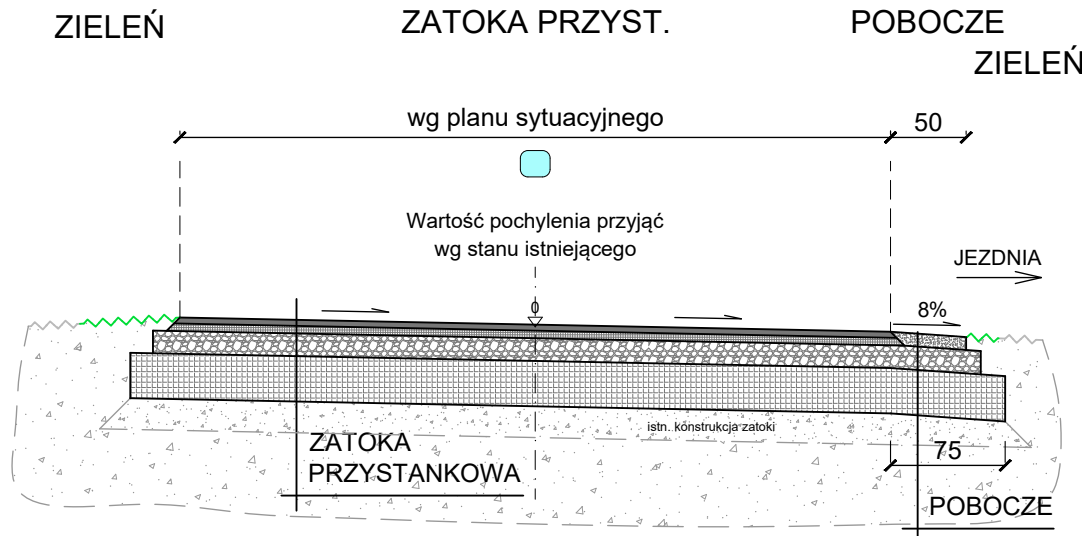 ZIELEŃ
ZATOKA PRZYST.
POBOCZE
ZIELEŃ
wg planu sytuacyjnego
50
Wartość pochylenia przyjąć
wg stanu istniejącego
JEZDNIA
0
8%
istn. konstrukcja zatoki
ZATOKA
PRZYSTANKOWA
75
POBOCZE